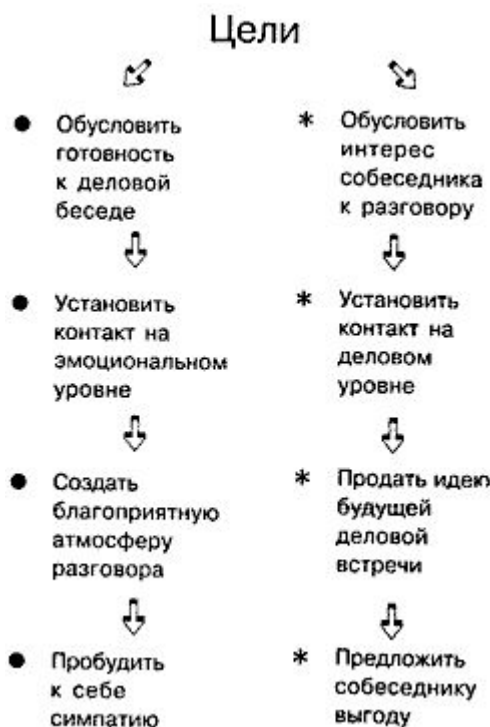 Цели
● Обусловить
готовность
к деловой
беседе
● Установить
контакт на
эмоциональном
уровне
● Создать
благоприятную
атмосферу
разговора
● Пробудить
к себе
симпатию
* Обусловить
интерес
собеседника
к разговору
* Установить
контакт на
деловом
уровне
* Продать идею
будущей
деловой
встречи
* Предложить
собеседнику
выгоду